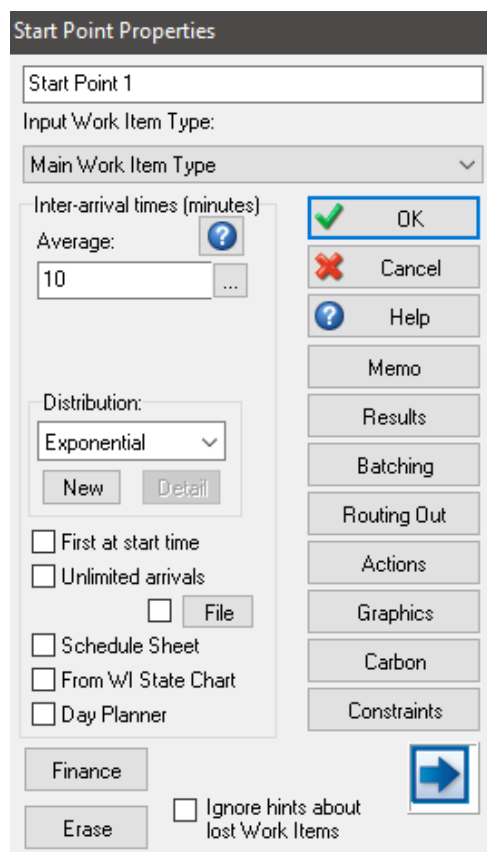 Start Point Properties
Start Point 1
Input Work Item Type:
Main Work Item Type
Inter-arrival times (minutes)
Average:
10
...
Distribution:
Exponential
New
Detail
First at start time
Unlimited arrivals
File
Schedule Sheet
From WI State Chart
Day Planner
OK
Cancel
Help
Memo
Results
Batching
Routing Out
Actions
Graphics
Carbon
Constraints
Finance
Erase
Ignore hints about
lost Work Items